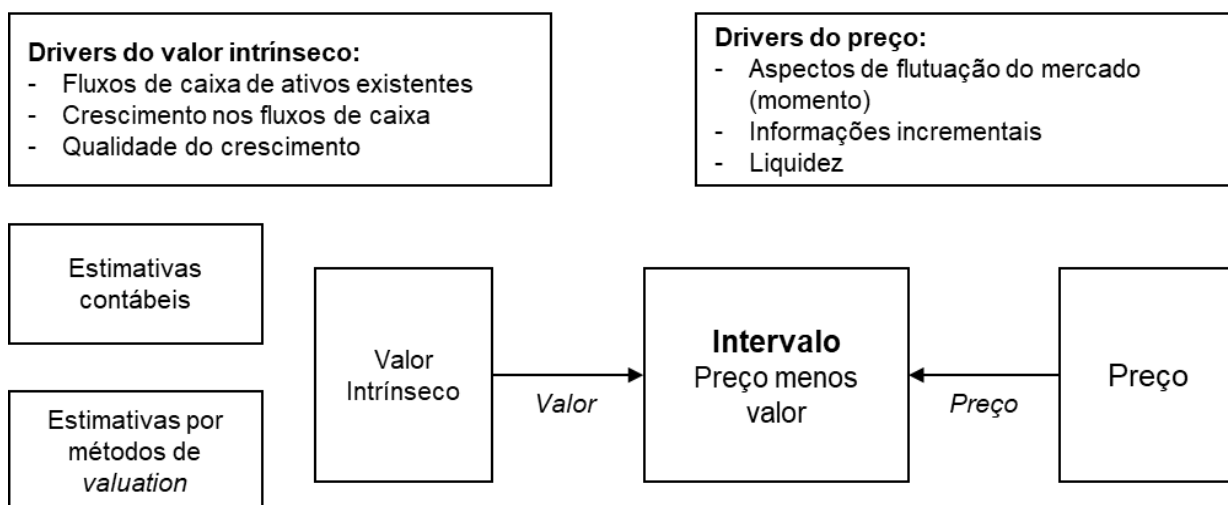 Drivers do valor intrínseco:
- Fluxos de caixa de ativos existentes
- Crescimento nos fluxos de caixa
- Qualidade do crescimento
Drivers do preço:
- Aspectos de flutuação do mercado
(momento)
- Informações incrementais
- Liquidez
Estimativas
contábeis
Estimativas por
métodos de
valuation
Valor
Intrínseco
Valor
Intervalo
Preço menos
valor
Preço
Preço